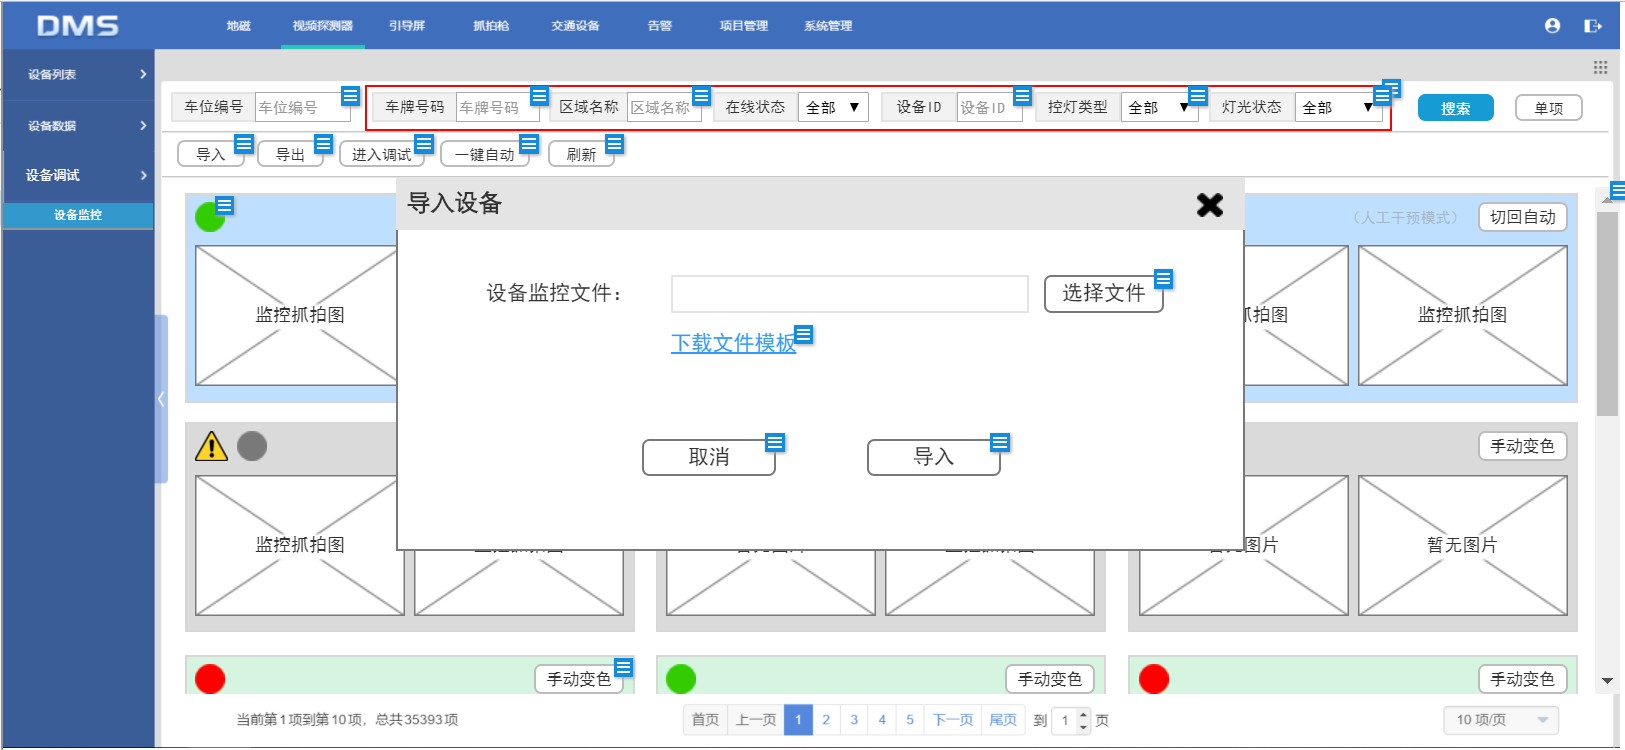 DMS
地磁 视频探测器 引导屏 抓拍枪 交通设备 告警 项目管理 系统管理
设备列表
设备数据
设备调试
设备监控
车位编号 车位编号 车牌号码 车牌号码 区域名称 区域名称 在线状态 全部 设备ID 设备ID 控灯类型 全部 灯光状态 全部 搜索 单项
导入 导出 进入调试 一键自动 刷新
导入设备
（人工干预模式） 切回自动
设备监控文件： 选择文件
下载文件模板
监控抓拍图 抓拍图 监控抓拍图
取消 导入
手动变色
监控抓拍图 图片 暂无图片
手动变色 手动变色 手动变色
当前第1项到第10项，总共35393项 首页 上一页 1 2 3 4 5 下一页 尾页 到 1 页 10 项/页